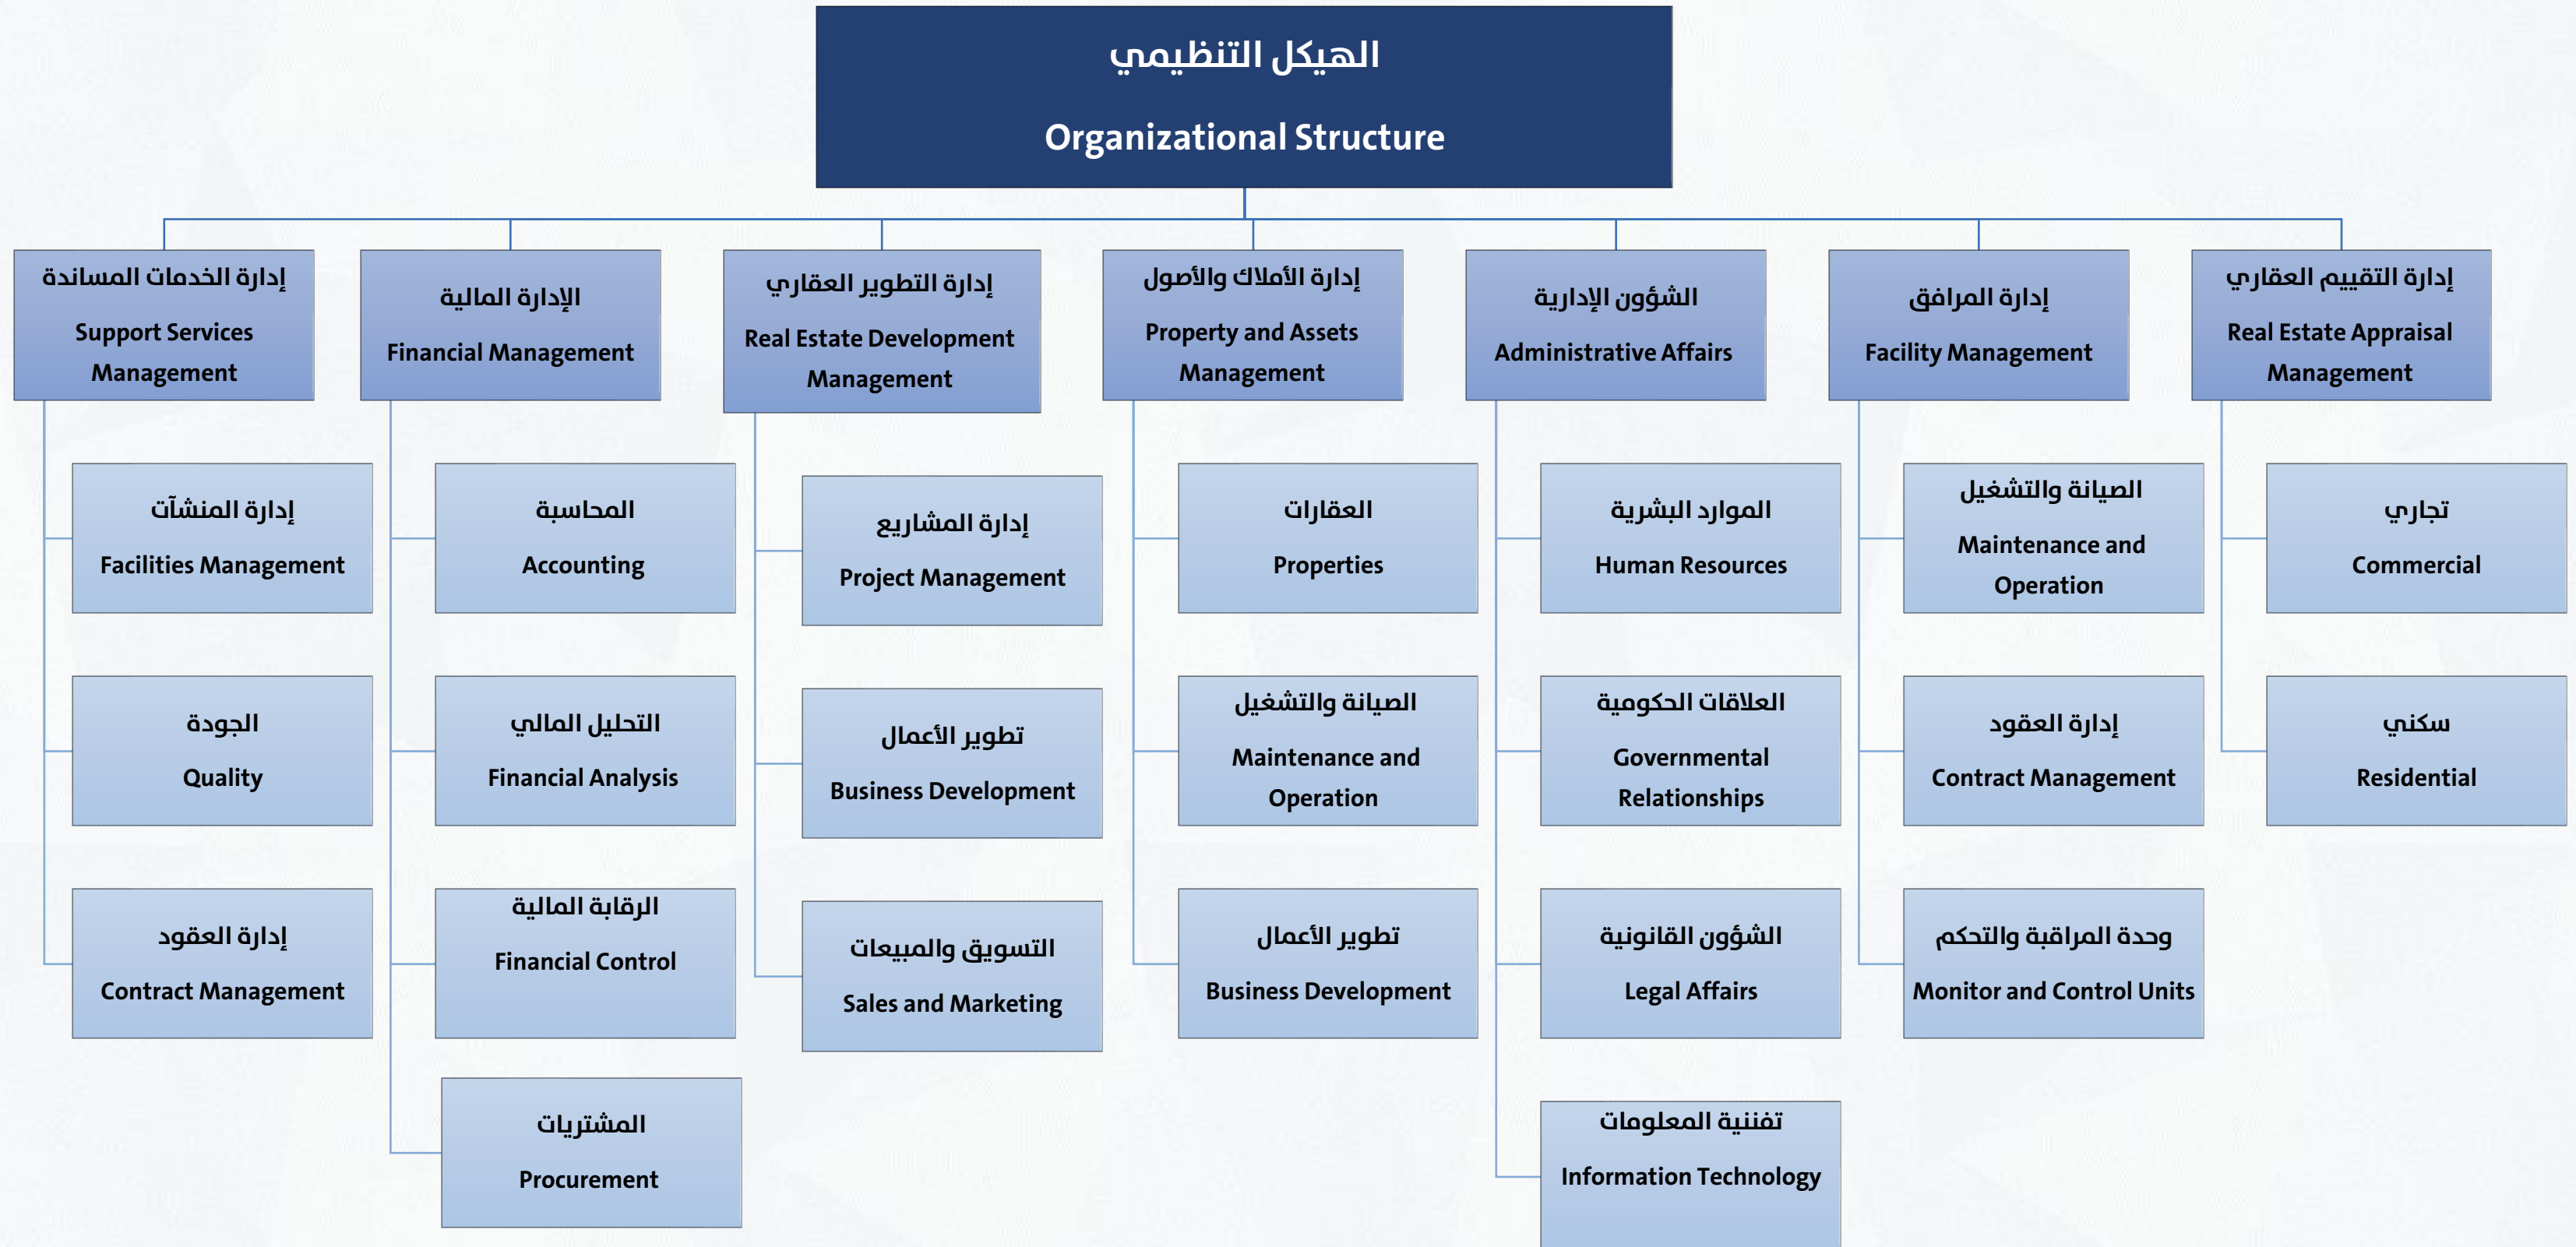 الهيكل التنظيمي
Organizational Structure
إدارة الخدمات المساندة
Support Services
Management
الإدارة المالية
Financial Management
إدارة التطوير العقاري
Real Estate Development
Management
إدارة الأملاك والأصول
Property and Assets
Management
الشؤون الإدارية
Administrative Affairs
إدارة المرافق
Facility Management
إدارة التقييم العقاري
Real Estate Appraisal
Management
إدارة المنشآت
Facilities Management
الجودة
Quality
إدارة العقود
Contract Management
المحاسبة
Accounting
التحليل المالي
Financial Analysis
الرقابة المالية
Financial Control
المشتريات
Procurement
إدارة المشاريع
Project Management
تطوير الأعمال
Business Development
التسويق والمبيعات
Sales and Marketing
العقارات
Properties
الصيانة والتشغيل
Maintenance and
Operation
تطوير الأعمال
Business Development
الموارد البشرية
Human Resources
العلاقات الحكومية
Governmental
Relationships
الشؤون القانونية
Legal Affairs
تفننية المعلومات
Information Technology
الصيانة والتشغيل
Maintenance and
Operation
إدارة العقود
Contract Management
وحدة المراقبة والتحكم
Monitor and Control Units
تجاري
Commercial
سكني
Residential